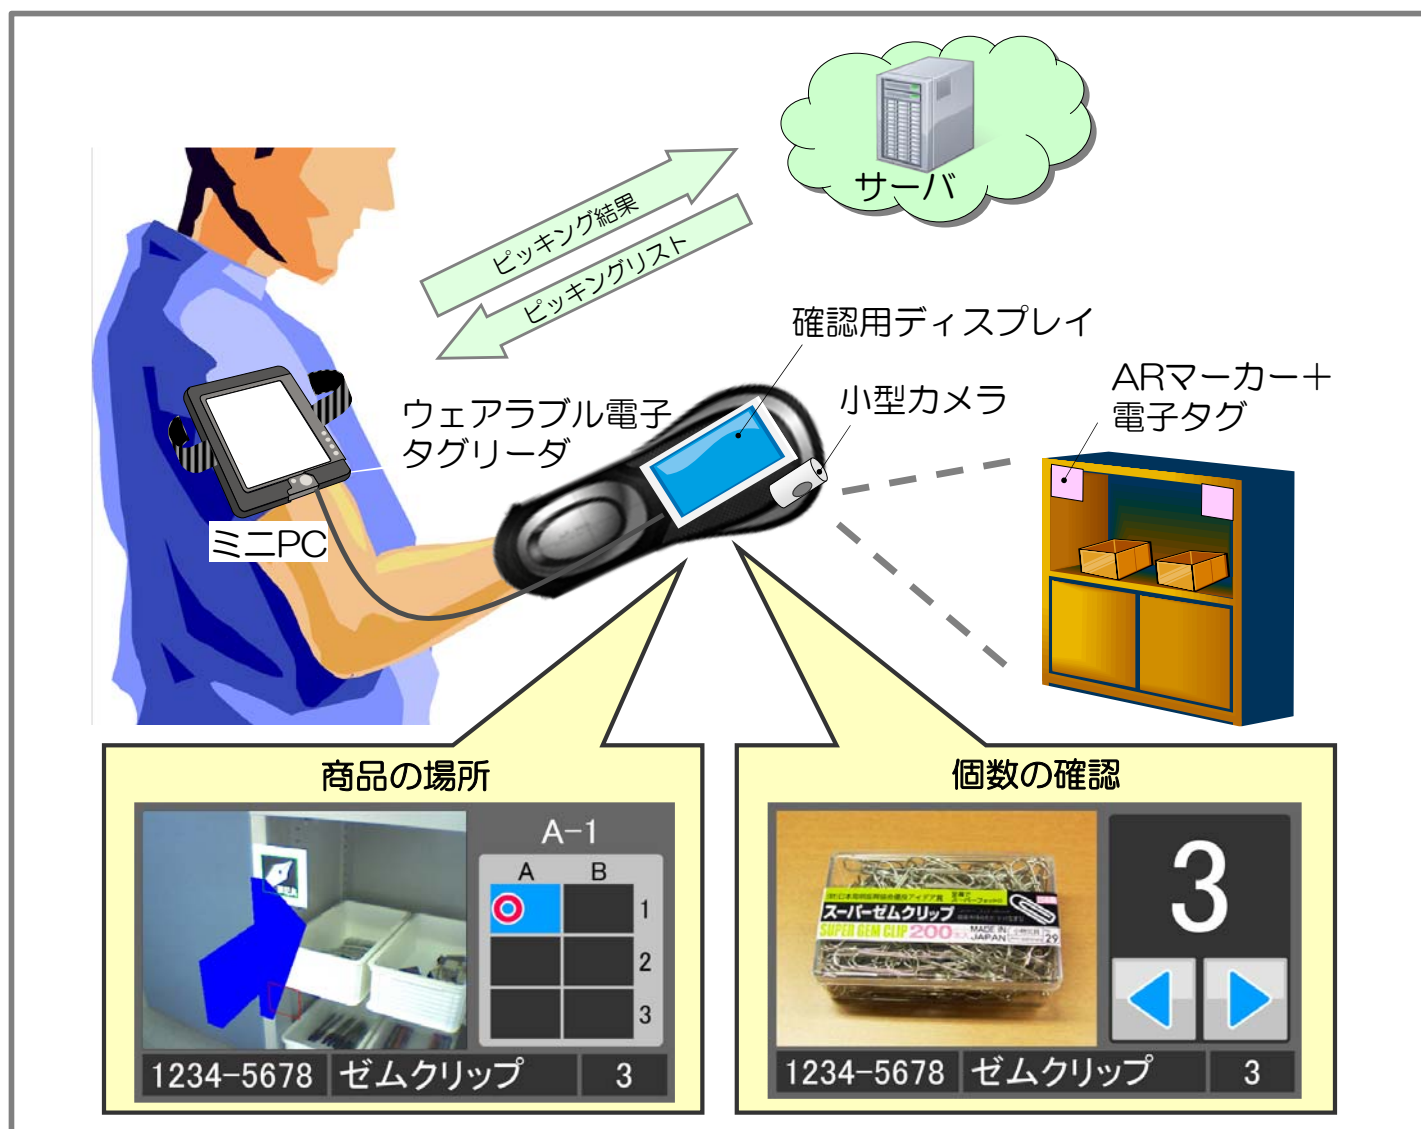 サーバ
ピッキング結果
ピッキングリスト
確認用ディスプレイ
小型カメラ
ARマーカー+
電子タグ
ウェアラブル電子
タグリーダ
ミニPC
商品の場所
A-1
A B
1
2
3
1234-5678 ゼムクリップ 3
個数の確認
スーパーゼムクリップ
SUPER GEM CLIP 200
MADE IN
JAPAN
29
3
1234-5678 ゼムクリップ 3